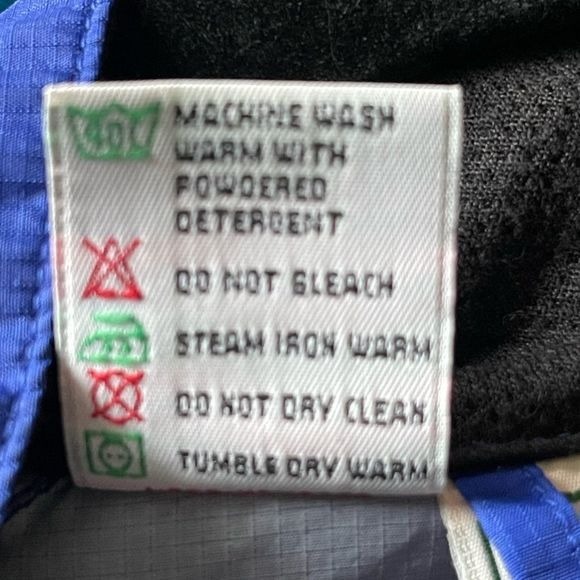 40C
MACHINE WASH
WARM WITH
POWDERED
DETERGENT
DO NOT BLEACH
STEAM IRON WARM
DO NOT DRY CLEAN
TUMBLE DRY WARM